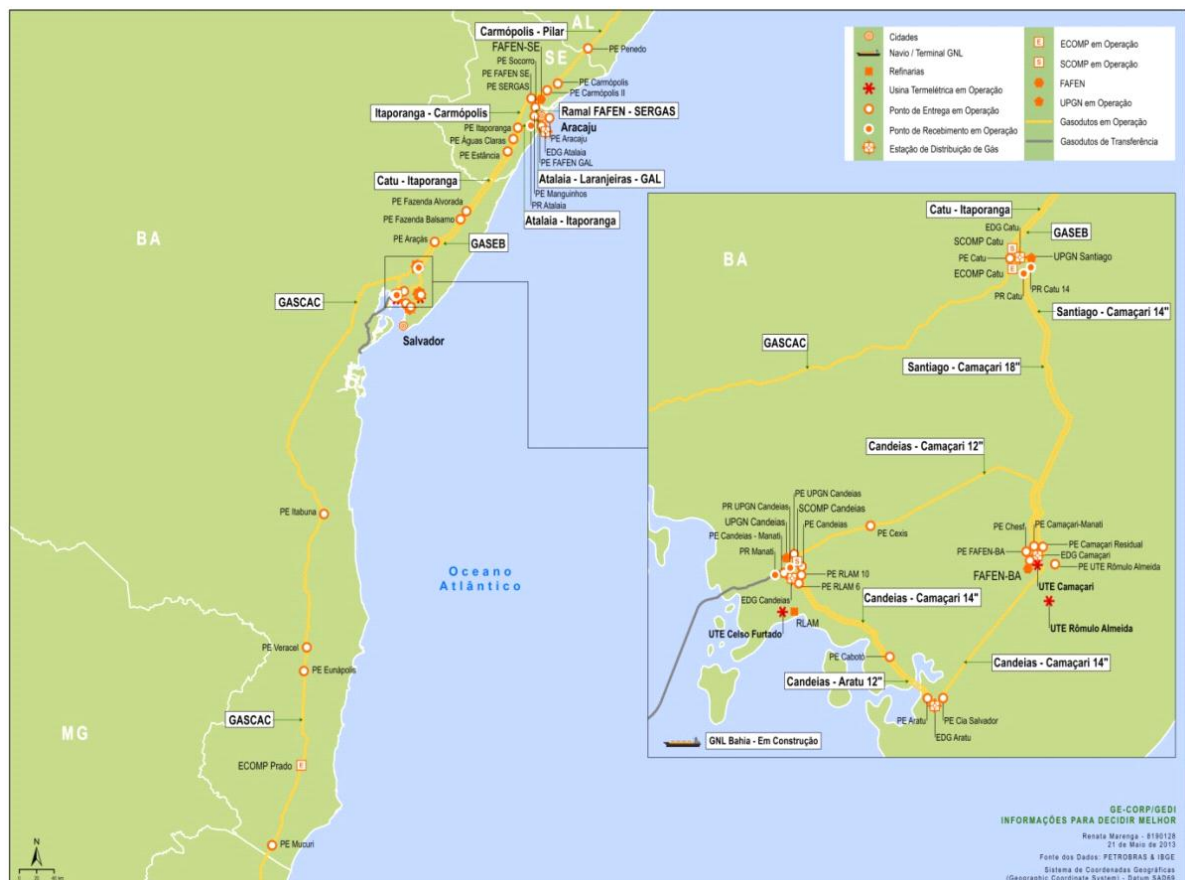 AL
Carmópolis - Pilar
FAFEN-SE
PE Penedo
SE
PE Socorro
PE FAFEN SE
PE SERGAS
PE Carmópolis
PE Carmópolis II
Itaporanga - Carmópolis
Ramal FAFEN - SERGAS
PE Itaporanga
Aracaju
PE Águas Claras
PE Aracaju
PE Estância
EDG Atalaia
PE FAFEN GAL
Catu - Itaporanga
Atalaia - Laranjeiras - GAL
PE Manguinhos
PE Fazenda Alvorada
PR Atalaia
PE Fazenda Balsamo
Atalaia - Itaporanga
BA
PE Araçás
GASEB
GASCAC
Salvador
PE Itabuna
Oceano
Atlântico
PE Veracel
PE Eunápolis
GASCAC
MG
ECOMP Prado
PE Mucuri
N
Cidades
Navio / Terminal GNL
Refinarias
Usina Termelétrica em Operação
Ponto de Entrega em Operação
Ponto de Recebimento em Operação
Estação de Distribuição de Gás
E ECOMP em Operação
S SCOMP em Operação
FAFEN
UPGN em Operação
Gasodutos em Operação
Gasodutos de Transferência
Catu - Itaporanga
EDG Catu
GASEB
SCOMP Catu
BA
PE Catu
UPGN Santiago
ECOMP Catu
PR Catu 14
PR Catu
Santiago - Camaçari 14"
GASCAC
Santiago - Camaçari 18"
Candeias - Camaçari 12"
PE UPGN Candeias
PR UPGN Candeias
SCOMP Candeias
UPGN Candeias
PE Candeias
PE Candeias - Manati
PE Cexis
PR Manati
PE Chesf
PE Camaçari-Manati
PE Camaçari Residual
PE FAFEN-BA
EDG Camaçari
PE UTE Rômulo Almeida
FAFEN-BA
PE RLAM 10
PE RLAM 6
UTE Camaçari
EDG Candeias
Candeias - Camaçari 14"
RLAM
UTE Celso Furtado
UTE Rômulo Almeida
PE Cabotó
Candeias - Camaçari 14"
Candeias - Aratu 12"
PE Aratu
PE Cia Salvador
EDG Aratu
GNL Bahia - Em Construção
GE-CORP/GEDI
INFORMAÇÕES PARA DECIDIR MELHOR
Renata Marenga - 8190128
21 de Maio de 2013
Fonte dos Dados: PETROBRAS & IBGE
Sistema de Coordenadas Geográficas
(Geographic Coordinate System) - Datum SAD69